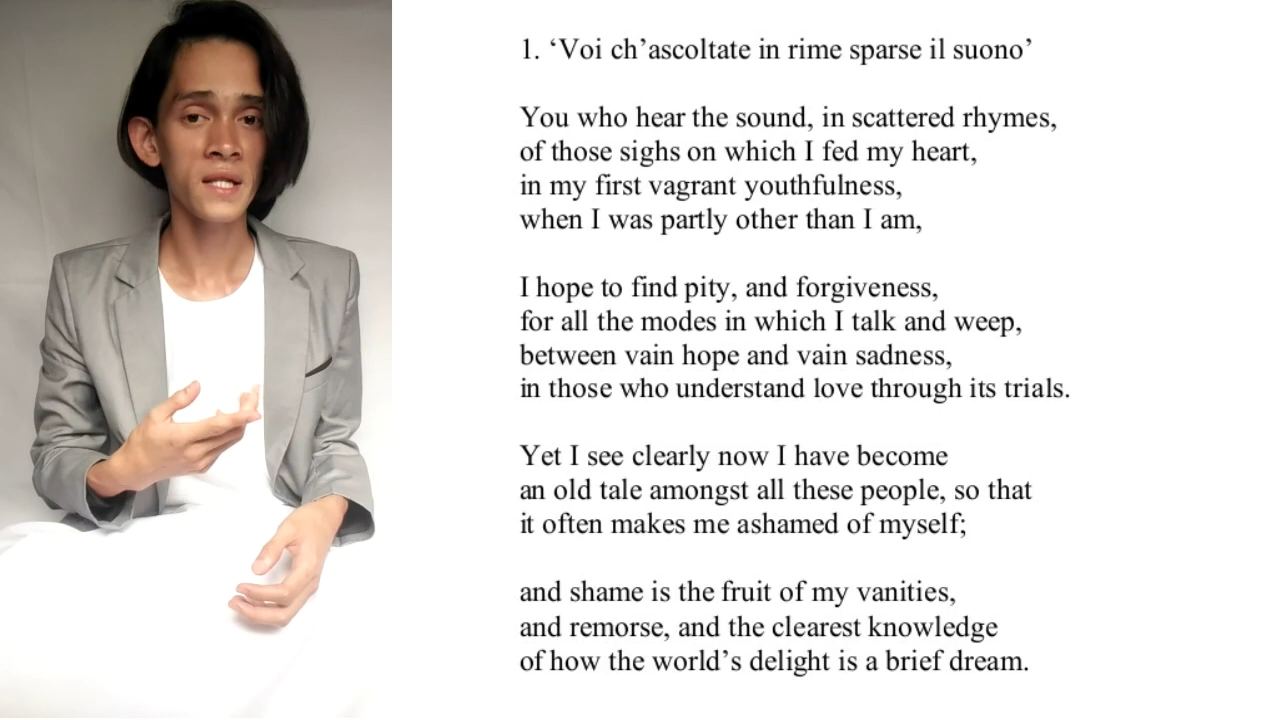 1. ‘Voi ch’ascoltate in rime sparse il suono’
You who hear the sound, in scattered rhymes,
of those sighs on which I fed my heart,
in my first vagrant youthfulness,
when I was partly other than I am,
I hope to find pity, and forgiveness,
for all the modes in which I talk and weep,
between vain hope and vain sadness,
in those who understand love through its trials.
Yet I see clearly now I have become
an old tale amongst all these people, so that
it often makes me ashamed of myself;
and shame is the fruit of my vanities,
and remorse, and the clearest knowledge
of how the world’s delight is a brief dream.